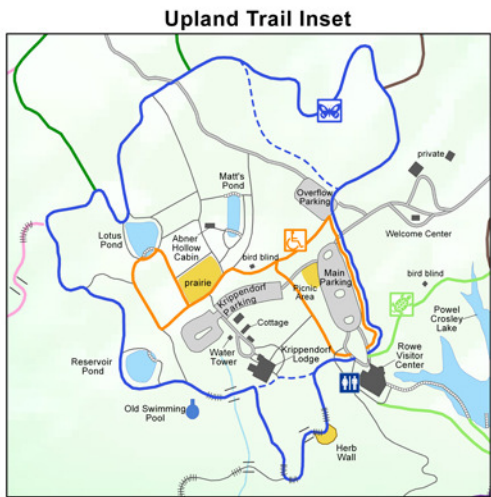 Upland Trail Inset
private
Matt's
Pond
Overflow
Parking
Welcome Center
Lotus
Pond
Abner
Hollow
Cabin
bird blind
prairie
Picnic
Area
Main
Parking
bird blind
Krippendorf
Parking
Powel
Crosley
Lake
Cottage
Water
Tower
Krippendorf
Lodge
Rowe
Visitor
Center
Reservoir
Pond
Old Swimming
Pool
Herb
Wall